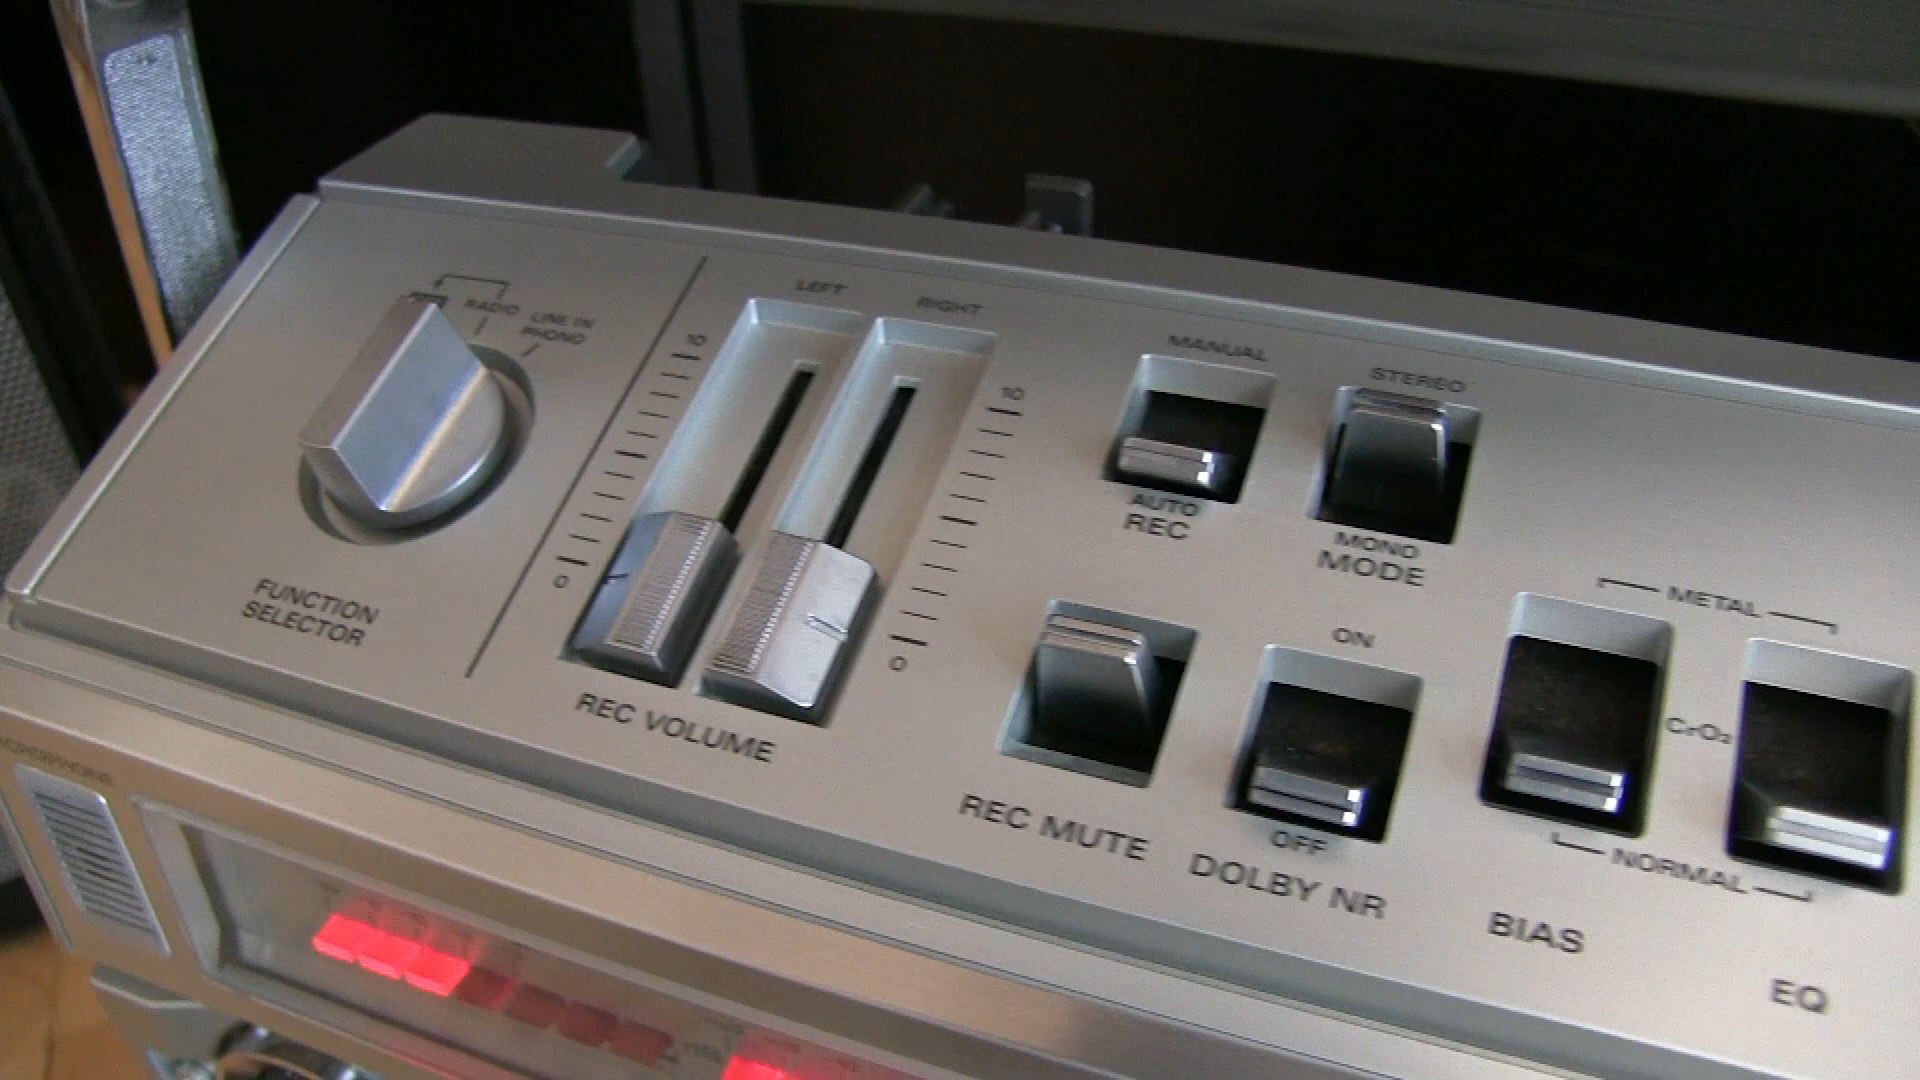 RADIO
LINE IN
PHONO
FUNCTION
SELECTOR
LEFT
RIGHT
10
10
0
0
REC VOLUME
MANUAL
AUTO
REC
STEREO
MONO
MODE
REC MUTE
ON
OFF
DOLBY NR
METAL
CrO2
NORMAL
BIAS
EQ